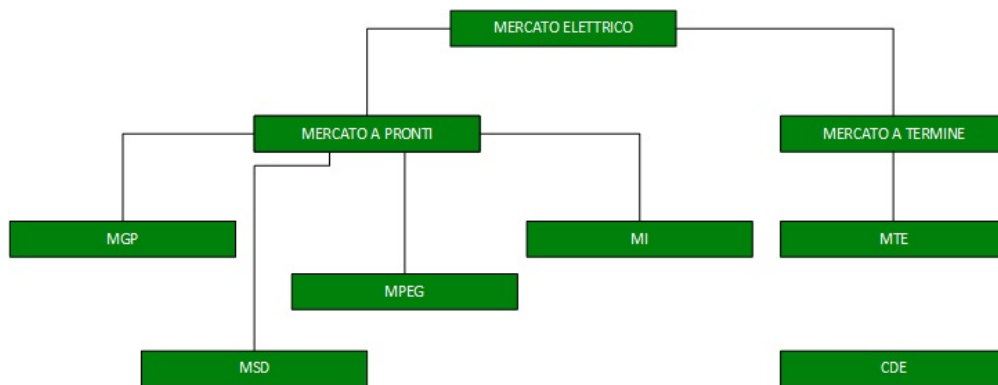 MERCATO ELETTRICO
MERCATO A PRONTI
MERCATO A TERMINE
MGP
MI
MTE
MPEG
MSD
CDE